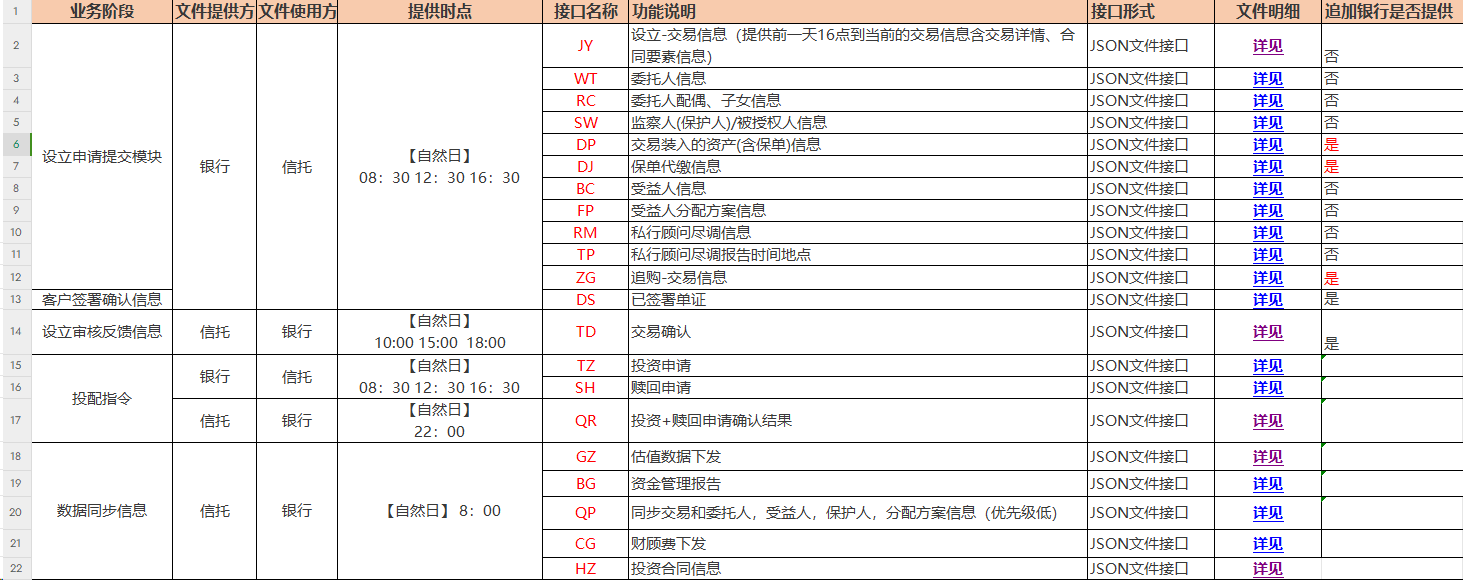 1 业务阶段 文件提供方 文件使用方 提供时点 接口名称 功能说明 接口形式 文件明细 追加银行是否提供
2 JY 设立-交易信息（提供前一天16点到当前的交易信息含交易详情、合
同要素信息） JSON文件接口 详见 否
3 WT 委托人信息 JSON文件接口 详见 否
4 RC 委托人配偶、子女信息 JSON文件接口 详见 否
5 SW 监察人(保护人)/被授权人信息 JSON文件接口 详见 否
6 DP 交易装入的资产(含保单)信息 JSON文件接口 详见 是
设立申请提交模块 银行 信托 【自然日】
08：30 12：30 16：30
7 DJ 保单代缴信息 JSON文件接口 详见 是
8 BC 受益人信息 JSON文件接口 详见 否
9 FP 受益人分配方案信息 JSON文件接口 详见 否
10 RM 私行顾问尽调信息 JSON文件接口 详见 否
11 TP 私行顾问尽调报告时间地点 JSON文件接口 详见 否
12 ZG 追购-交易信息 JSON文件接口 详见 是
13 客户签署确认信息 DS 已签署单证 JSON文件接口 详见 是
14 设立审核反馈信息 信托 银行 【自然日】
10:00 15:00 18:00 TD 交易确认 JSON文件接口 详见 是
15 TZ 投资申请 JSON文件接口 详见
投配指令 银行 信托 【自然日】
08：30 12：30 16：30
16 SH 赎回申请 JSON文件接口 详见
17 信托 银行 【自然日】
22：00 QR 投资+赎回申请确认结果 JSON文件接口 详见
18 GZ 估值数据下发 JSON文件接口 详见
19 BG 资金管理报告 JSON文件接口 详见
20 数据同步信息 信托 银行 【自然日】8：00 QP 同步交易和委托人，受益人，保护人，分配方案信息（优先级低） JSON文件接口 详见
21 CG 财顾费下发 JSON文件接口 详见
22 HZ 投资合同信息 JSON文件接口 详见